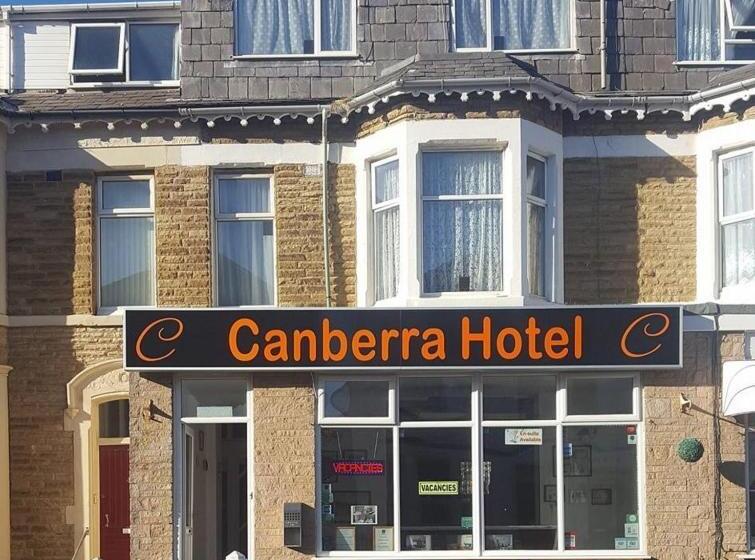 C Canberra Hotel C
En-suite
Available
VACANCIES
VACANCIES